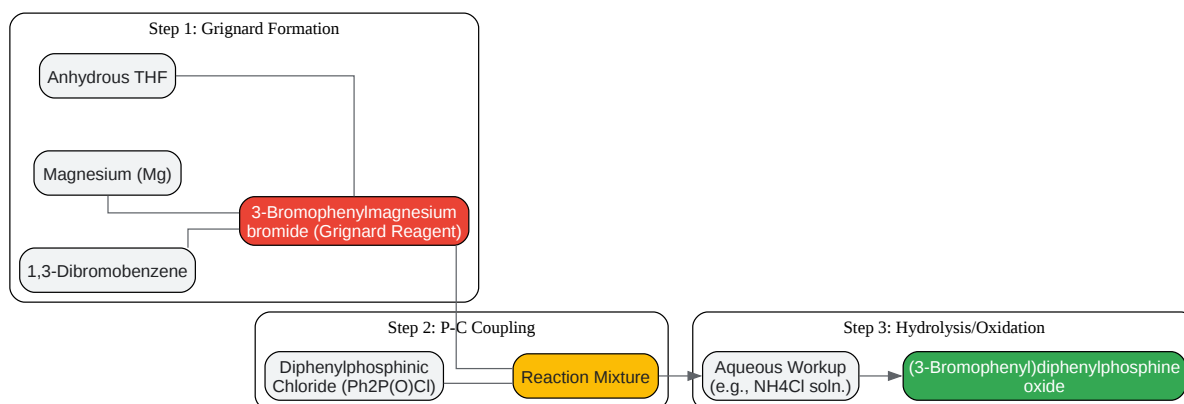 Step 1: Grignard Formation
Anhydrous THF
Magnesium (Mg)
3-Bromophenylmagnesium
bromide (Grignard Reagent)
1,3-Dibromobenzene
Step 2: P-C Coupling
Diphenylphosphinic
Chloride (Ph2P(O)Cl)
Reaction Mixture
Step 3: Hydrolysis/Oxidation
Aqueous Workup
(e.g., NH4Cl soln.)
(3-Bromophenyl)diphenylphosphine
oxide